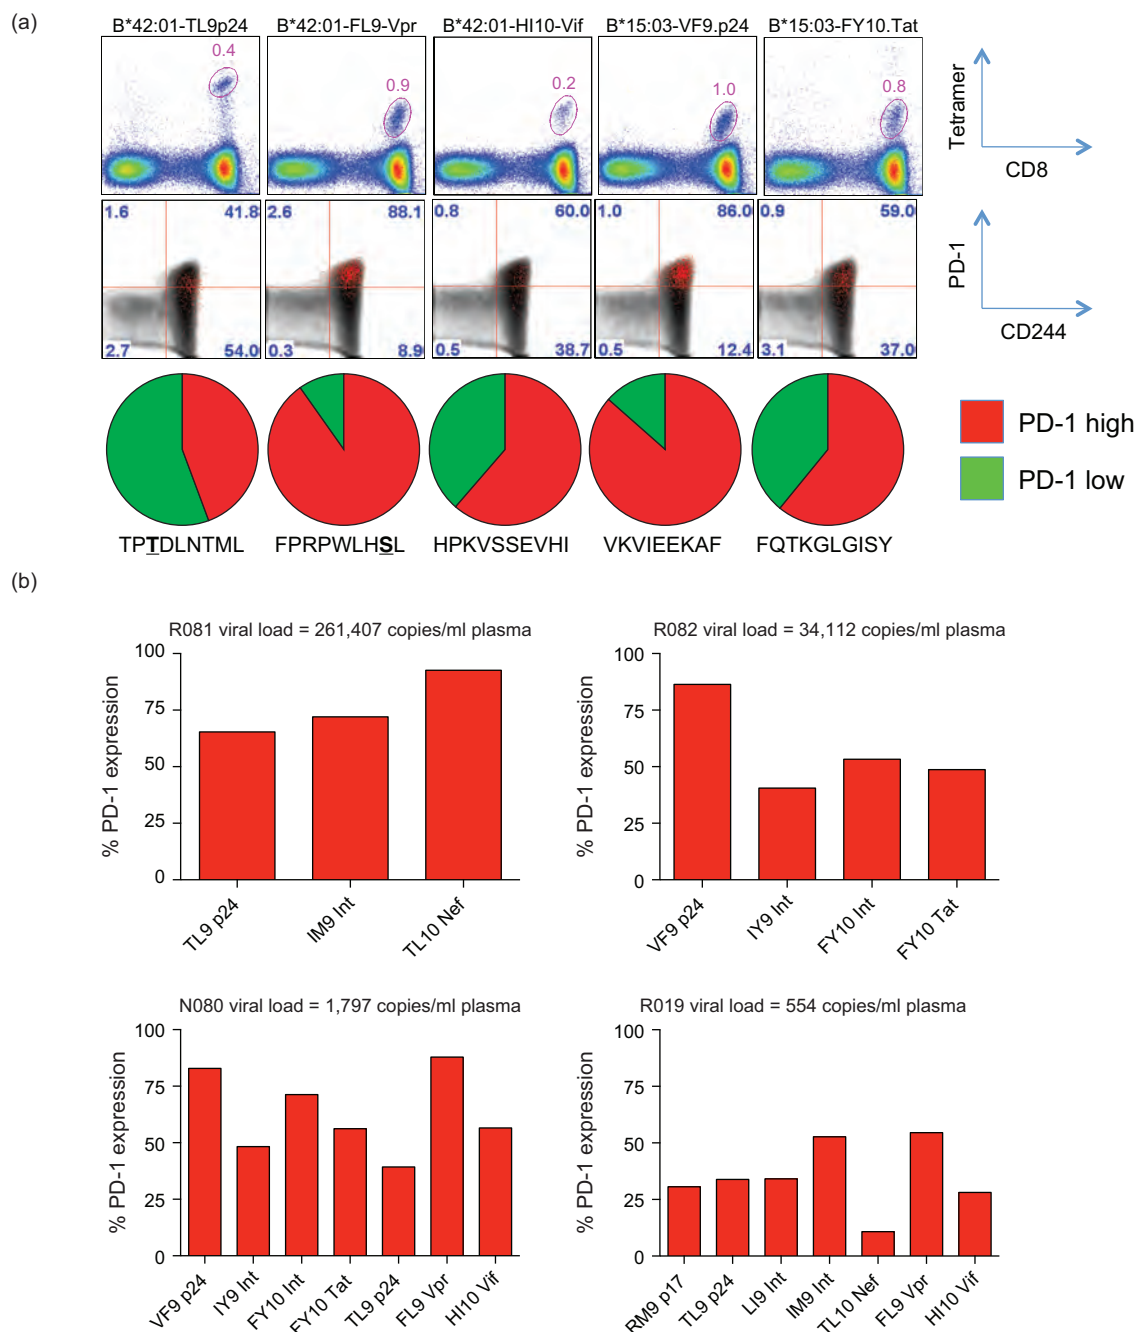 (a)
B*42:01-TL9p24 B*42:01-FL9-Vpr B*42:01-HI10-Vif B*15:03-VF9.p24 B*15:03-FY10.Tat
0.4 0.9 0.2 1.0 0.8
Tetramer
CD8
1.6 41.8 2.6 88.1 0.8 60.0 1.0 86.0 0.9 59.0
2.7 54.0 0.3 8.9 0.5 38.7 0.5 12.4 3.1 37.0
PD-1
CD244
PD-1 high
PD-1 low
TPTDLNTML FPRPWLHSL HPKVSSEVHI VKVIEEKAF FQTKGLGISY
(b)
R081 viral load = 261,407 copies/ml plasma
% PD-1 expression
100
75
50
25
0
TL9 p24 IM9 Int TL10 Nef
R082 viral load = 34,112 copies/ml plasma
% PD-1 expression
100
75
50
25
0
VF9 p24 IY9 Int FY10 Int FY10 Tat
N080 viral load = 1,797 copies/ml plasma
% PD-1 expression
100
75
50
25
0
VF9 p24 IY9 Int FY10 Int FY10 Tat TL9 p24 FL9 Vpr HI10 Vif
R019 viral load = 554 copies/ml plasma
% PD-1 expression
100
75
50
25
0
RM9 p17 TL9 p24 LI9 Int IM9 Int TL10 Nef FL9 Vpr HI10 Vif